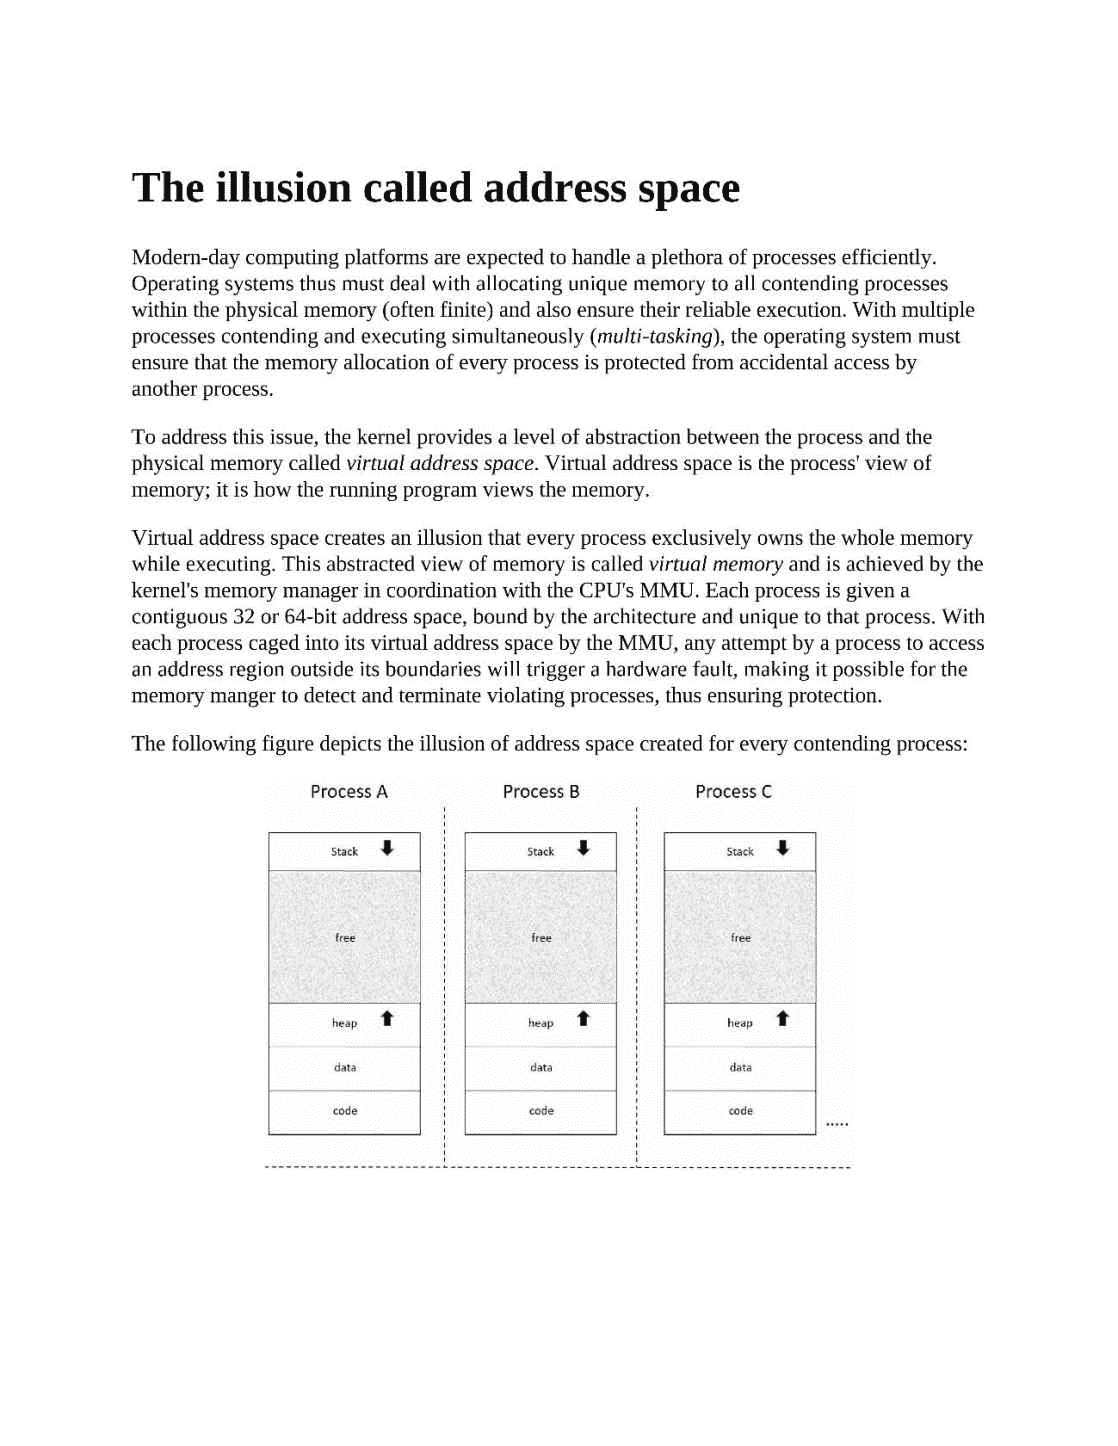 The illusion called address space
Modern-day computing platforms are expected to handle a plethora of processes efficiently.
Operating systems thus must deal with allocating unique memory to all contending processes
within the physical memory (often finite) and also ensure their reliable execution. With multiple
processes contending and executing simultaneously (multi-tasking), the operating system must
ensure that the memory allocation of every process is protected from accidental access by
another process.
To address this issue, the kernel provides a level of abstraction between the process and the
physical memory called virtual address space. Virtual address space is the process' view of
memory; it is how the running program views the memory.
Virtual address space creates an illusion that every process exclusively owns the whole memory
while executing. This abstracted view of memory is called virtual memory and is achieved by the
kernel's memory manager in coordination with the CPU's MMU. Each process is given a
contiguous 32 or 64-bit address space, bound by the architecture and unique to that process. With
each process caged into its virtual address space by the MMU, any attempt by a process to access
an address region outside its boundaries will trigger a hardware fault, making it possible for the
memory manger to detect and terminate violating processes, thus ensuring protection.
The following figure depicts the illusion of address space created for every contending process:
Process A Process B Process C
Stack Stack Stack
free free free
heap heap heap
data data data
code code code
.....